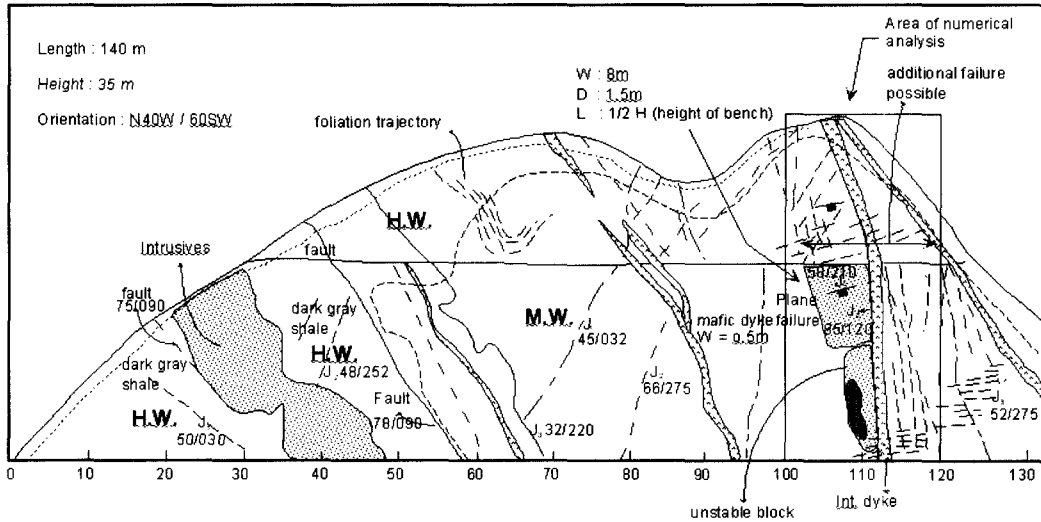 Length : 140 m
Height : 35 m
Orientation : N40W / 60SW
foliation trajectory
W : 8m
D : 1.5m
L : 1/2 H (height of bench)
Area of numerical
analysis
additional failure
possible
H.W.
Intrusives
fault
fault
75/090
dark gray
shale
dark gray
shale
H.W.
J 48/252
Fault
78/090
H.W.
50/030
J 32/220
M.W.
45/032
66/275
mafic dyke
W = 0.5m
Plane
failure
58/210
85/120
J
52/275
unstable block
Int. dyke
0
10
20
30
40
50
60
70
80
90
100
110
120
130